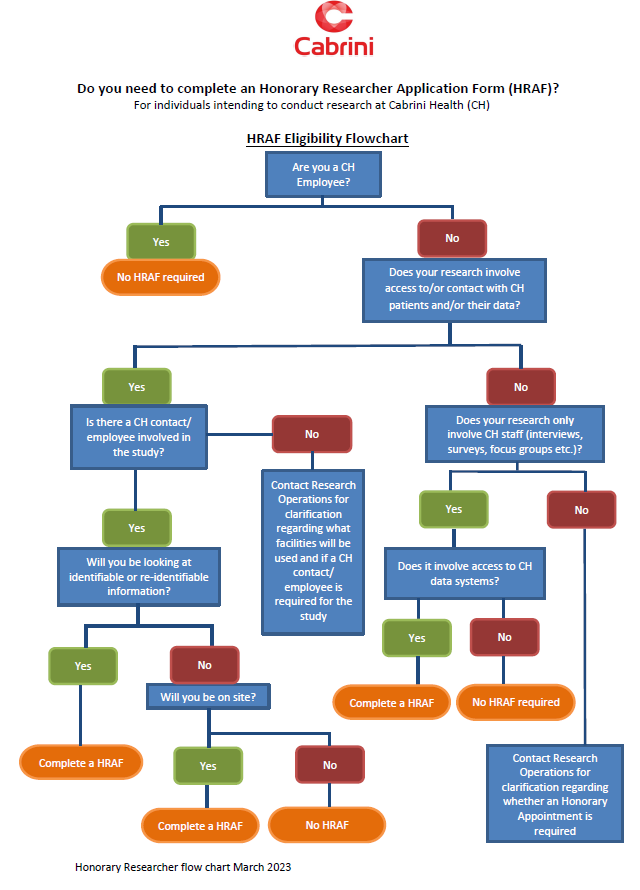 Cabrini
Do you need to complete an Honorary Researcher Application Form (HRAF)?
For individuals intending to conduct research at Cabrini Health (CH)
HRAF Eligibility Flowchart
Are you a CH
Employee?
Yes
No HRAF required
No
Does your research involve
access to/or contact with CH
patients and/or their data?
Yes
Is there a CH contact/
employee involved in
the study?
No
Contact Research
Operations for
clarification
regarding what
facilities will be
used and if a CH
contact/
employee is
required for the
study
Yes
Will you be looking at
identifiable or re-identifiable
information?
Yes
Complete a HRAF
No
Will you be on site?
Yes
Complete a HRAF
No
No HRAF
No
Does your research only
involve CH staff (interviews,
surveys, focus groups etc.)?
Yes
Does it involve access to CH
data systems?
Yes
Complete a HRAF
No
No HRAF required
No
Contact Research
Operations for
clarification regarding
whether an Honorary
Appointment is
required
Honorary Researcher flow chart March 2023